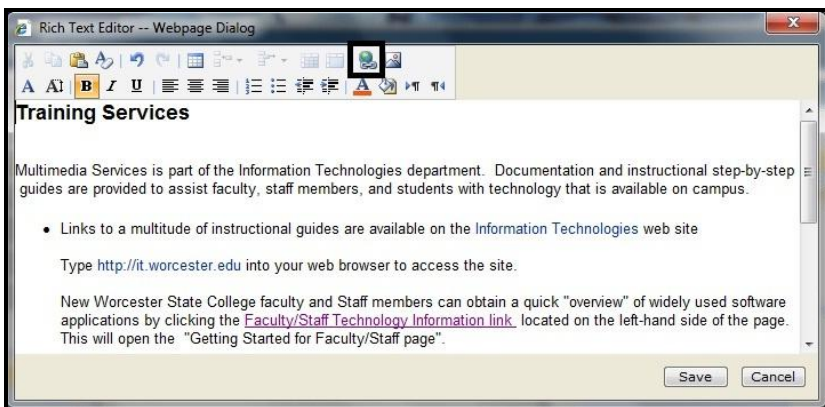 Rich Text Editor -- Webpage Dialog
A A B I U A
Training Services
Multimedia Services is part of the Information Technologies department. Documentation and instructional step-by-step
guides are provided to assist faculty, staff members, and students with technology that is available on campus.
• Links to a multitude of instructional guides are available on the Information Technologies web site
Type http://it.worcester.edu into your web browser to access the site.
New Worcester State College faculty and Staff members can obtain a quick "overview" of widely used software
applications by clicking the Faculty/Staff Technology Information link located on the left-hand side of the page.
This will open the "Getting Started for Faculty/Staff page".
Save Cancel